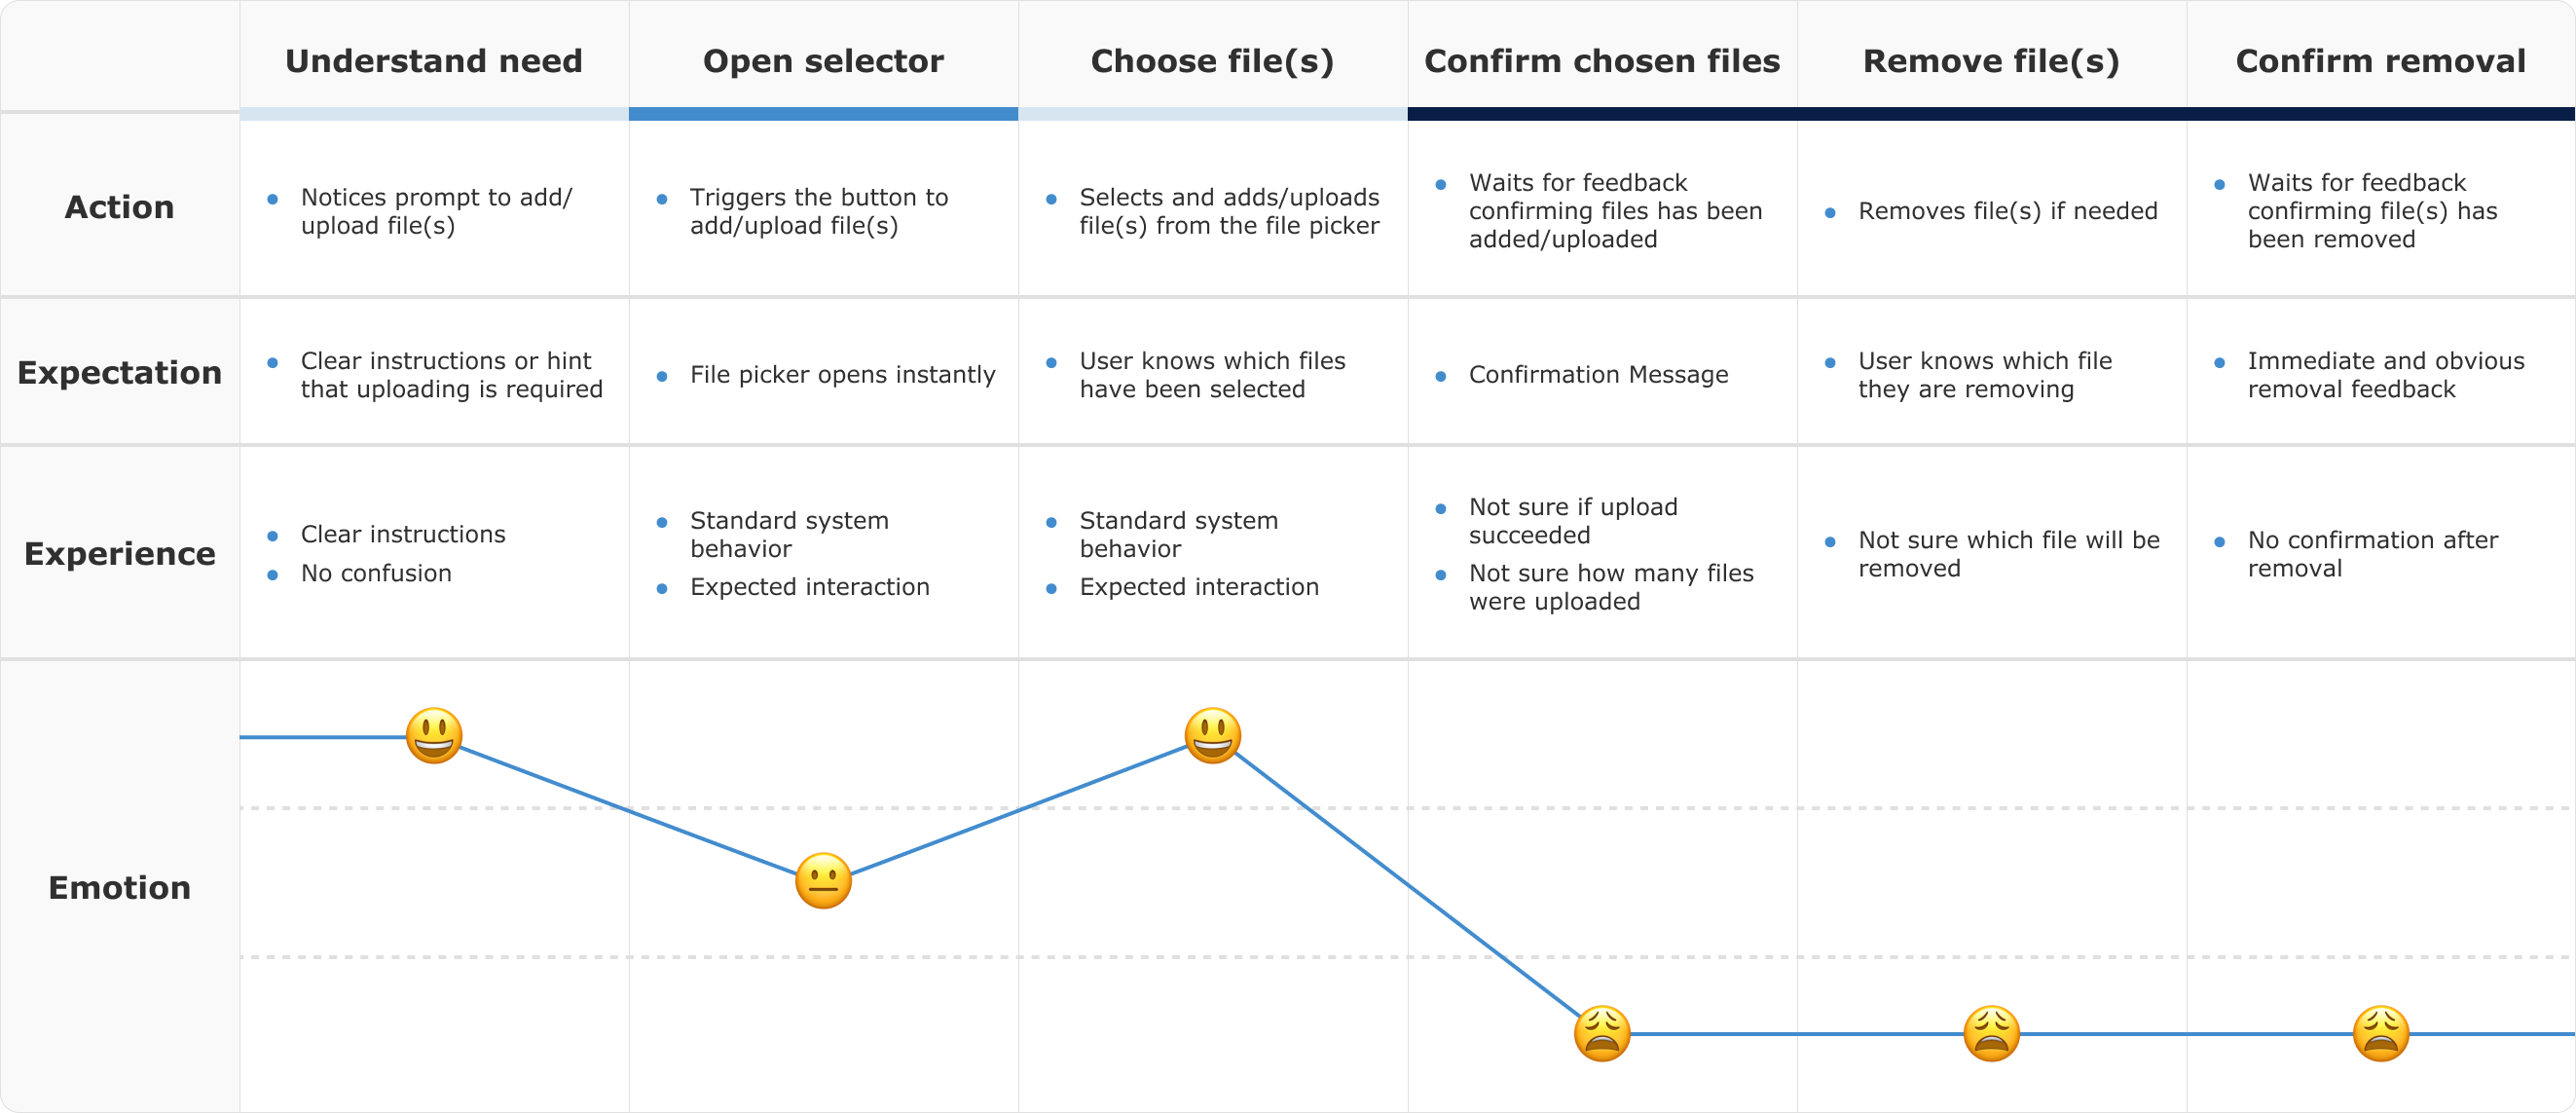 Understand need
Open selector
Choose file(s)
Confirm chosen files
Remove file(s)
Confirm removal
Action
Notices prompt to add/
upload file(s)
Triggers the button to
add/upload file(s)
Selects and adds/uploads
file(s) from the file picker
Waits for feedback
confirming files has been
added/uploaded
Removes file(s) if needed
Waits for feedback
confirming file(s) has
been removed
Expectation
Clear instructions or hint
that uploading is required
File picker opens instantly
User knows which files
have been selected
Confirmation Message
User knows which file
they are removing
Immediate and obvious
removal feedback
Experience
Clear instructions
No confusion
Standard system
behavior
Expected interaction
Standard system
behavior
Expected interaction
Not sure if upload
succeeded
Not sure how many files
were uploaded
Not sure which file will be
removed
No confirmation after
removal
Emotion